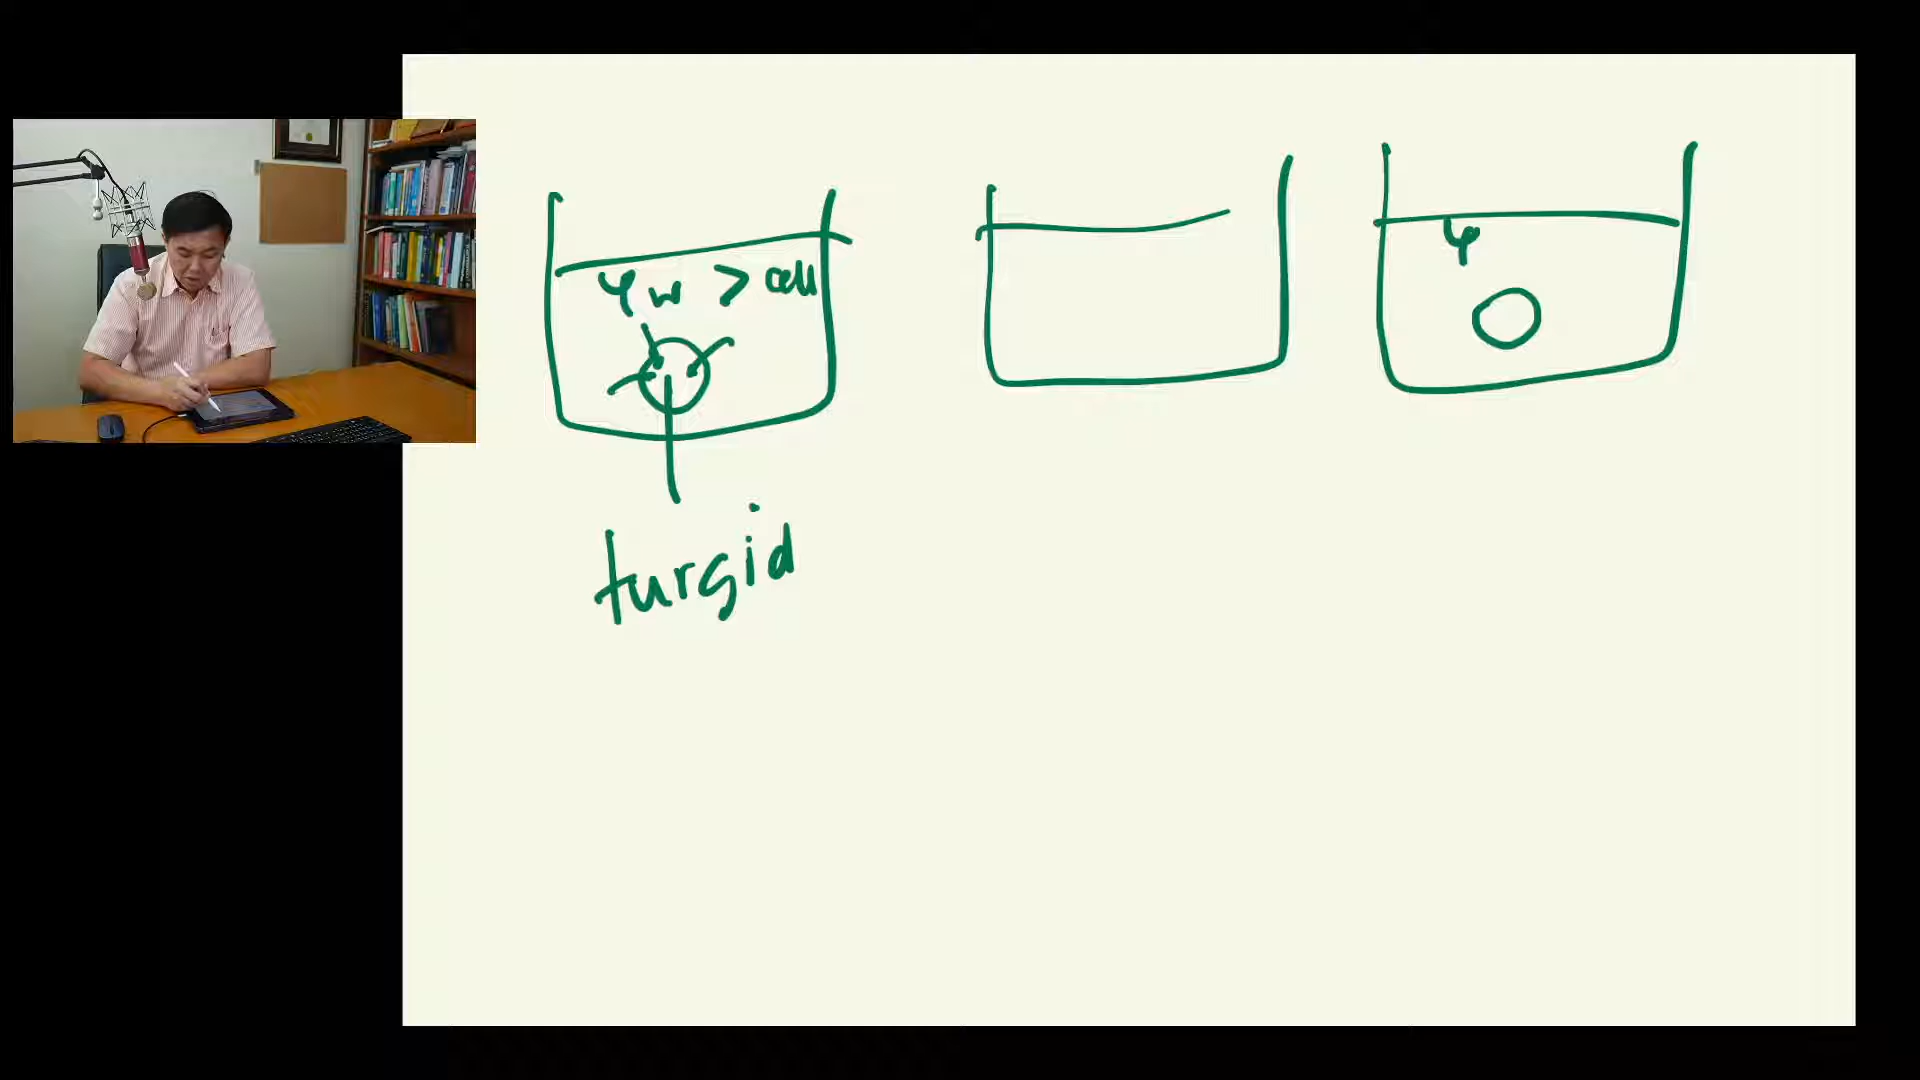 ψw > cell
ψ
turgid